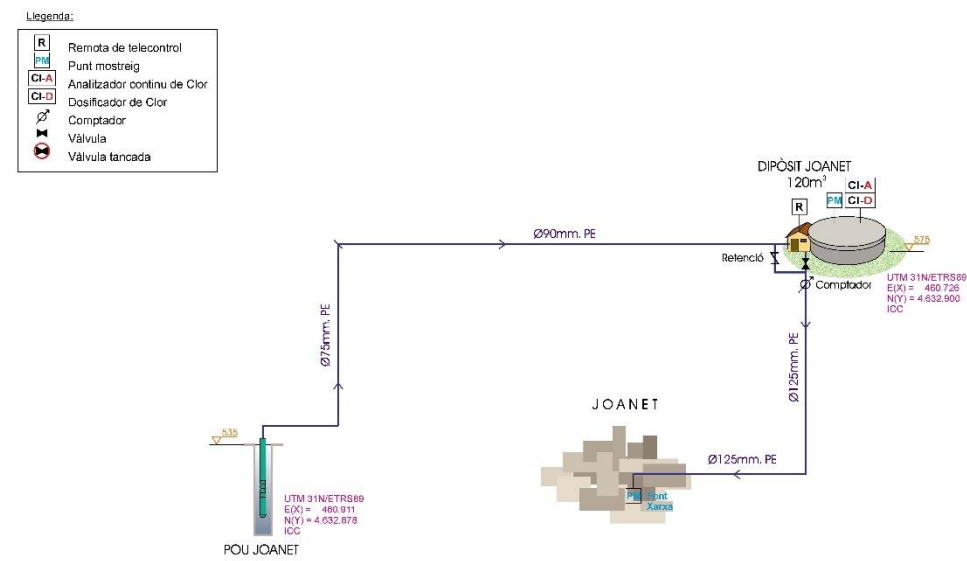 Llegenda:
R Remota de telecontrol
PM Punt mostreig
Cl-A Analitzador continu de Clor
Cl-D Dosificador de Clor
Comptador
Vàlvula
Vàlvula tancada
DIPÒSIT JOANET
120m³
Cl-A
PM Cl-D
R
Ø90mm. PE
575
Retenció
Comptador
UTM 31N/ETRS89
E(X) = 460.726
N(Y) = 4.632.900
ICC
Ø75mm. PE
Ø125mm. PE
JOANET
535
Ø125mm. PE
PM Font
Xarxa
UTM 31N/ETRS89
E(X) = 460.911
N(Y) = 4.632.878
ICC
POU JOANET